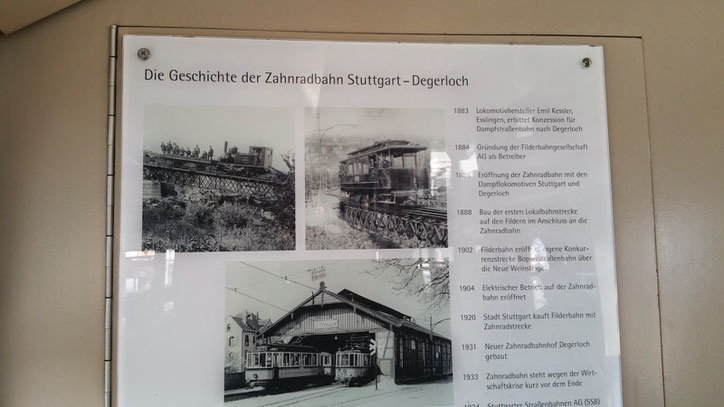 Die Geschichte der Zahnradbahn Stuttgart – Degerloch
1883 Lokomotivhersteller Emil Kessler,
Esslingen, erbittet Konzession für
Dampfstraßenbahn nach Degerloch
1884 Gründung der Filderbahngesellschaft
AG als Betreiber
Eröffnung der Zahnradbahn mit den
Dampflokomotiven Stuttgart und
Degerloch
1888 Bau der ersten Lokalbahnstrecke
auf den Fildern im Anschluss an die
Zahnradbahn
1902 Filderbahn eröffnet eigene Konkur-
renzstrecke Bopserstraßenbahn über
die Neue Weinsteige
1904 Elektrischer Betrieb auf der Zahnrad-
bahn eröffnet
1920 Stadt Stuttgart kauft Filderbahn mit
Zahnradstrecke
1931 Neuer Zahnradbahnhof Degerloch
gebaut
1933 Zahnradbahn steht wegen der Wirt-
schaftskrise kurz vor dem Ende
1934 Stuttgarter Straßenbahnen AG (SSB)